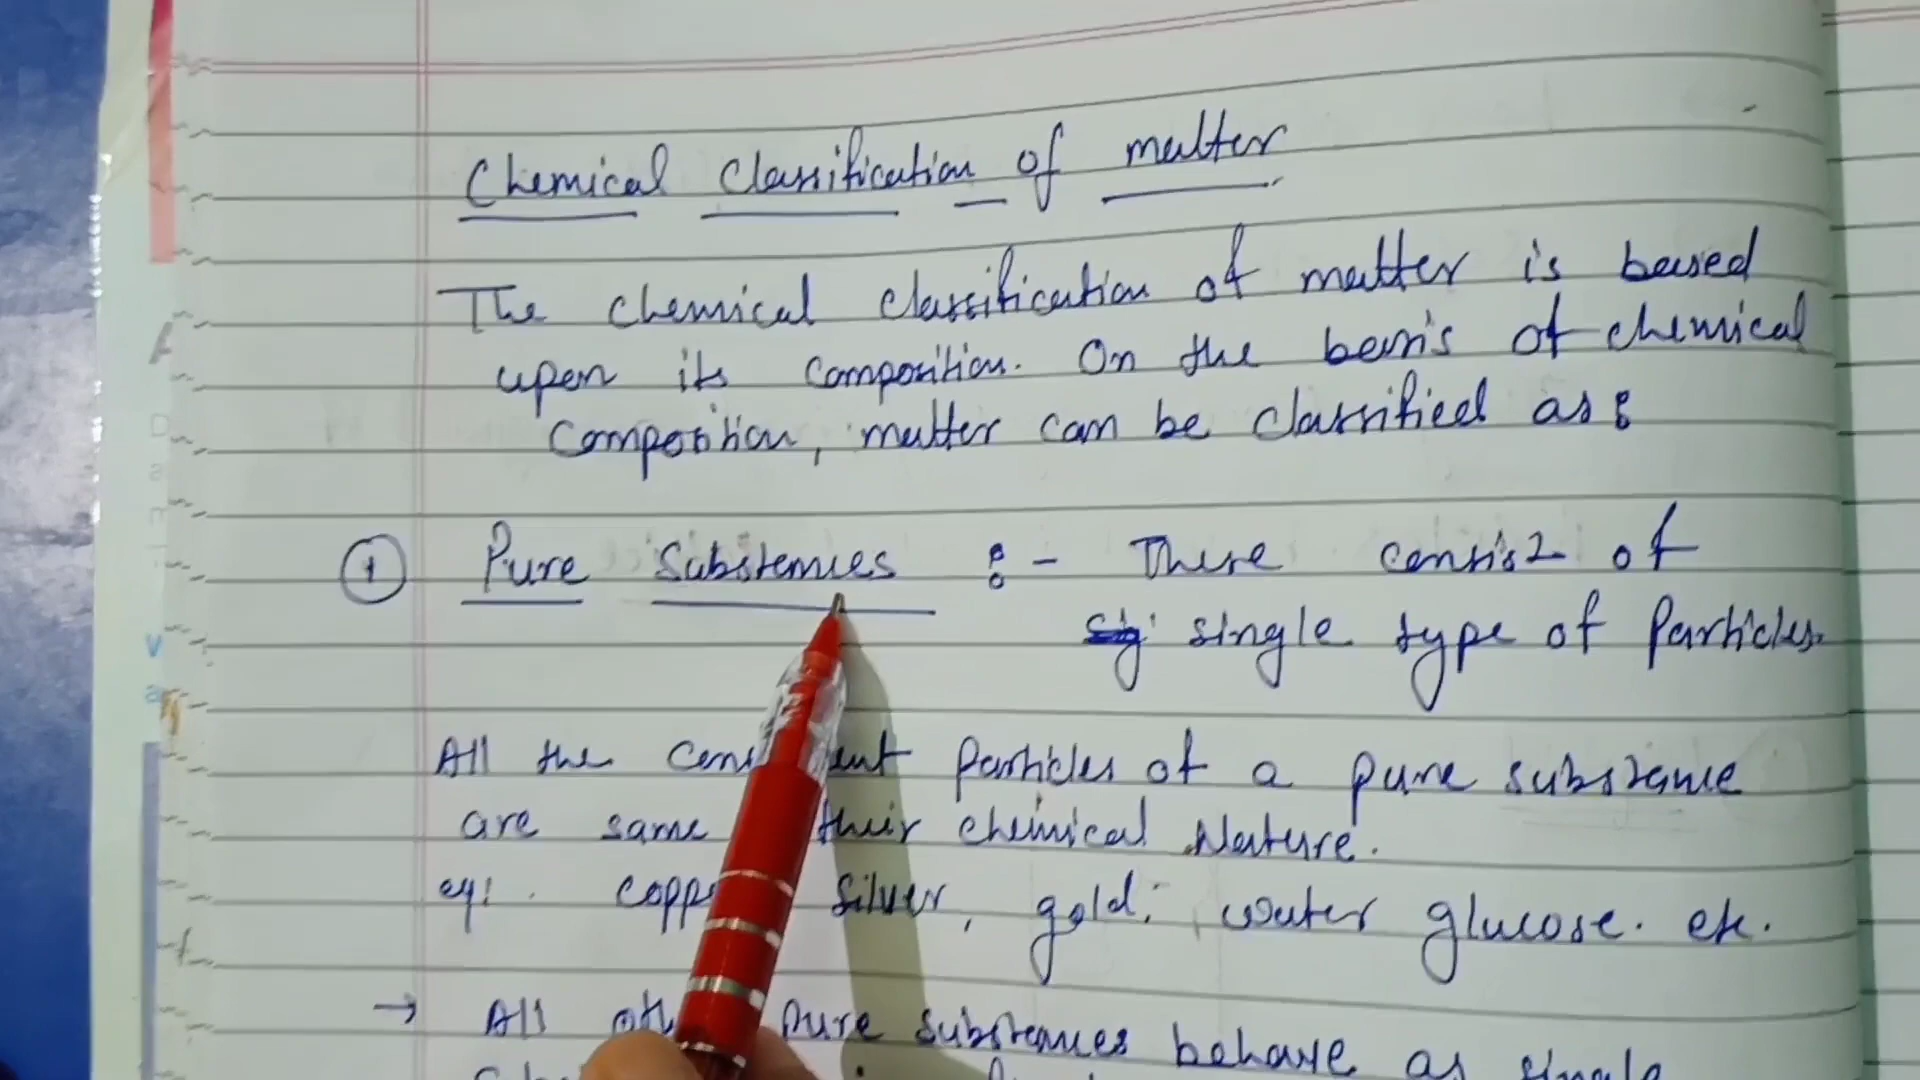 Chemical Classification of matter
The chemical classification of matter is based
upon its composition. On the basis of chemical
composition, matter can be classified as:
① Pure Substances :- These consist of
single type of Particles.
All the Particles of a pure substance
are same their chemical Nature.
eg: Silver, gold, water glucose. etc.
→ All pure substances behave as single